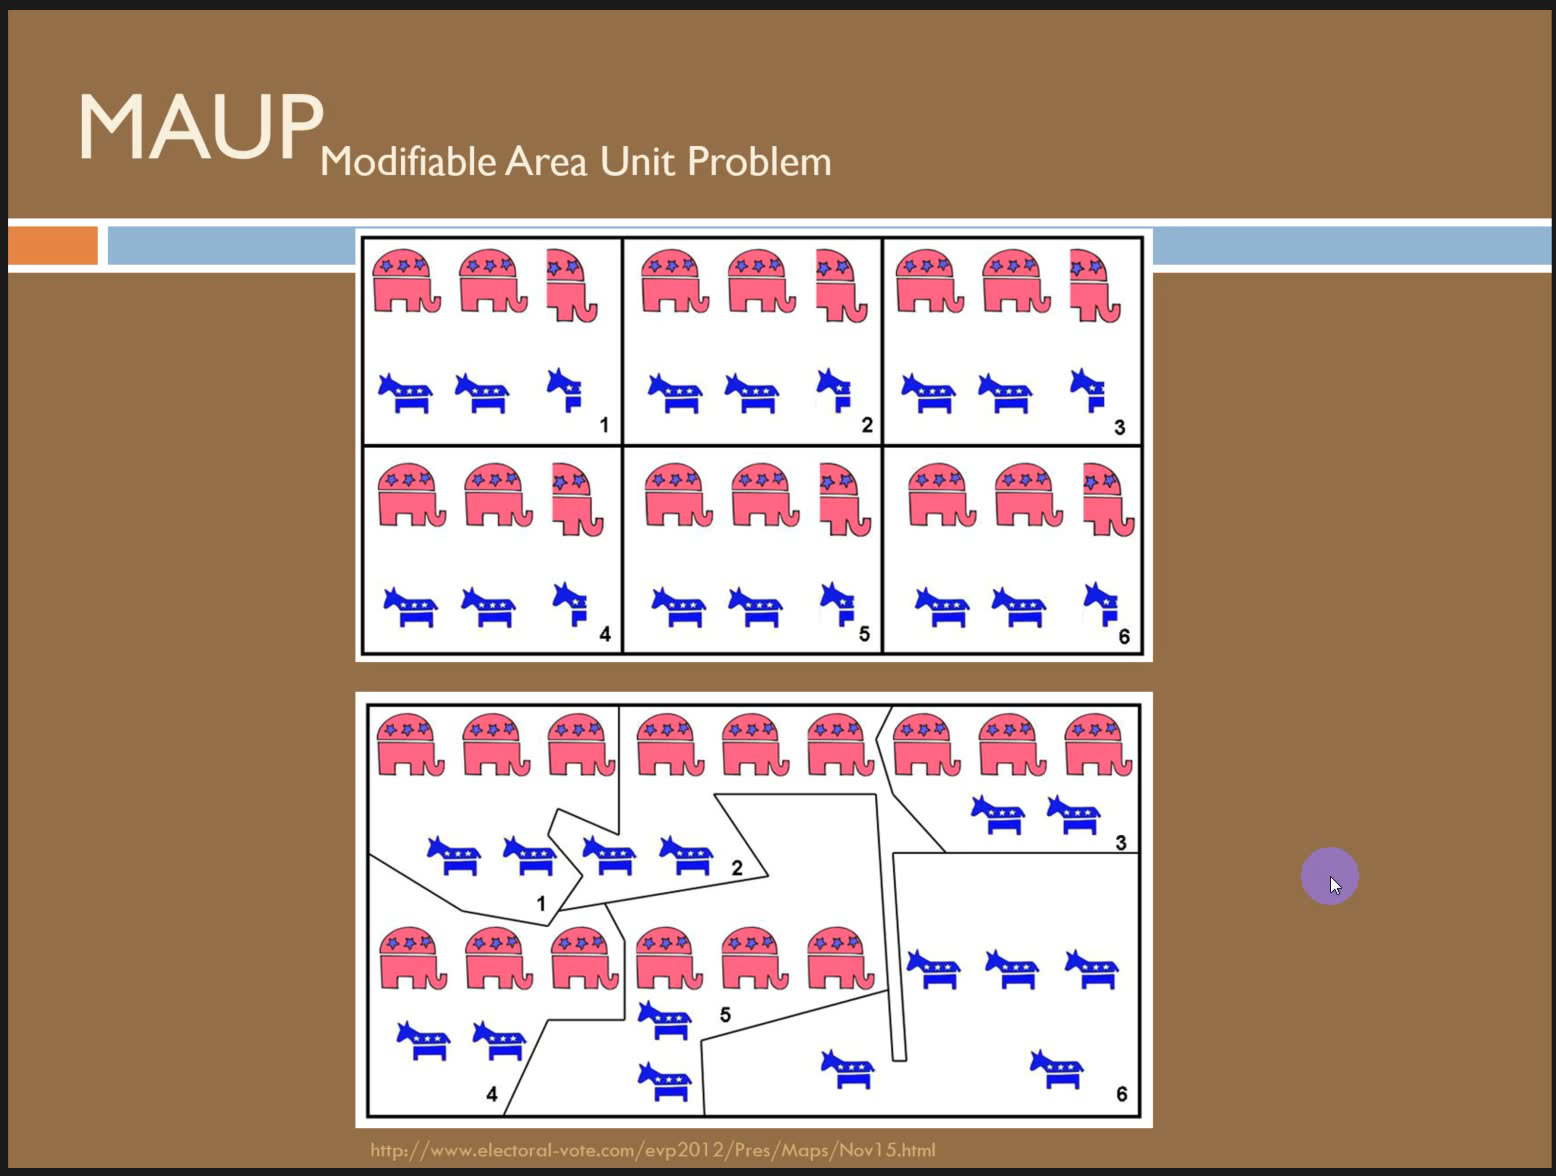 MAUP Modifiable Area Unit Problem
1 2 3
4 5 6
1 2 3
4 5 6
http://www.electoral-vote.com/evp2012/Pres/Maps/Nov15.html